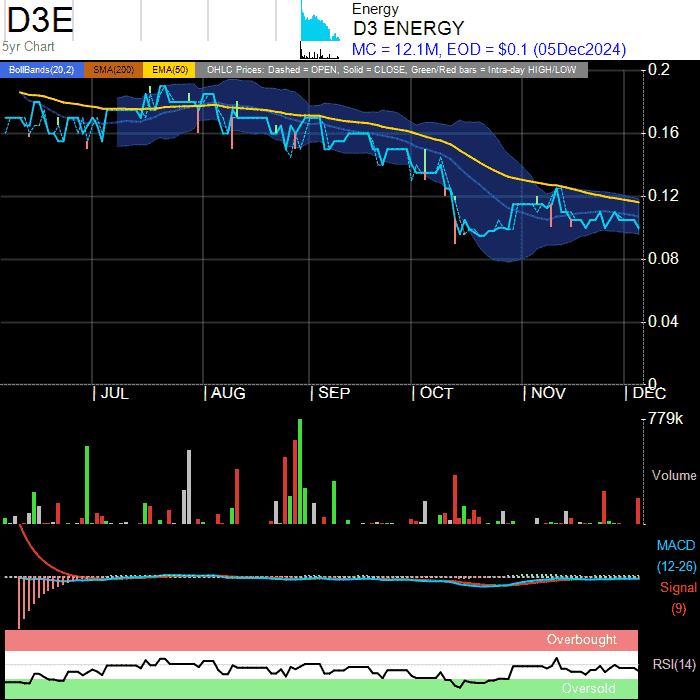 D3E
5yr Chart
Energy
D3 ENERGY
MC = 12.1M, EOD = $0.1 (05Dec2024)
BollBands(20,2) SMA(200) EMA(50) OHLC Prices: Dashed = OPEN, Solid = CLOSE, Green/Red bars = Intra-day HIGH/LOW
0.2
0.16
0.12
0.08
0.04
0
JUL AUG SEP OCT NOV DEC
779k
Volume
MACD
(12-26)
Signal
(9)
Overbought
RSI(14)
Oversold